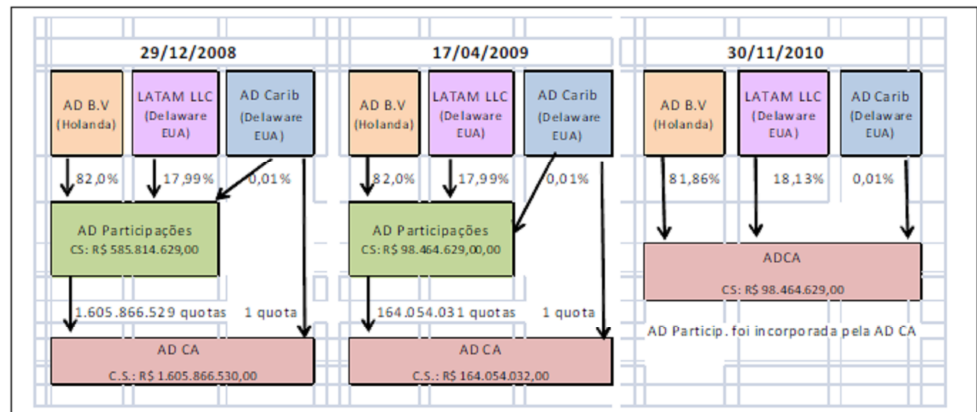 29/12/2008
17/04/2009
30/11/2010
AD B.V
(Holanda)
LATAM LLC
(Delaware
EUA)
AD Carib
(Delaware
EUA)
AD B.V
(Holanda)
LATAM LLC
(Delaware
EUA)
AD Carib
(Delaware
EUA)
AD B.V
(Holanda)
LATAM LLC
(Delaware
EUA)
AD Carib
(Delaware
EUA)
82,0%
17,99%
0,01%
82,0%
17,99%
0,01%
81,86%
18,13%
0,01%
AD Participações
CS: R$ 585.814.629,00
AD Participações
CS: R$ 98.464.629,00,00
ADCA
CS: R$ 98.464.629,00
1.605.866.529 quotas
1 quota
164.054.031 quotas
1 quota
AD Particip. foi incorporada pela AD CA
AD CA
C.S.: R$ 1.605.866.530,00
AD CA
C.S.: R$ 164.054.032,00